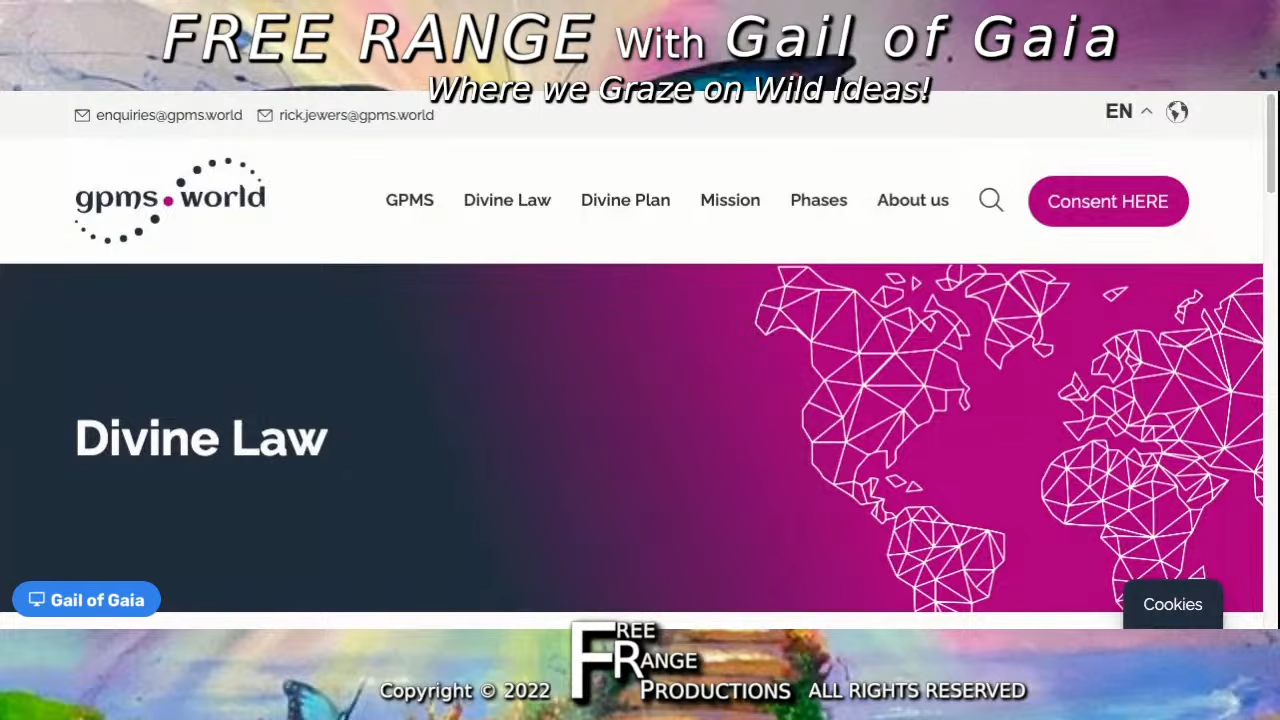 FREE RANGE With Gail of Gaia
Where we Graze on Wild Ideas!
enquiries@gpms.world rick.jewers@gpms.world EN
gpms.world GPMS Divine Law Divine Plan Mission Phases About us Consent HERE
Divine Law
Gail of Gaia
Cookies
FREE
RANGE
PRODUCTIONS
Copyright © 2022 ALL RIGHTS RESERVED